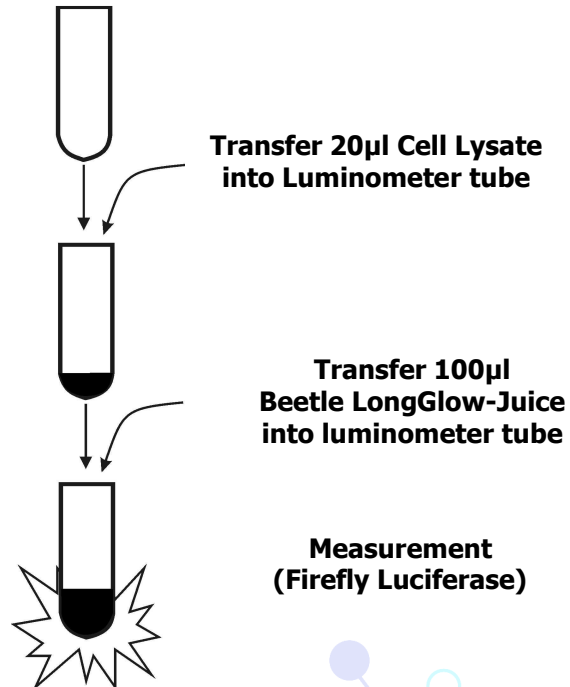 Transfer 20µl Cell Lysate
into Luminometer tube
Transfer 100µl
Beetle LongGlow-Juice
into luminometer tube
Measurement
(Firefly Luciferase)